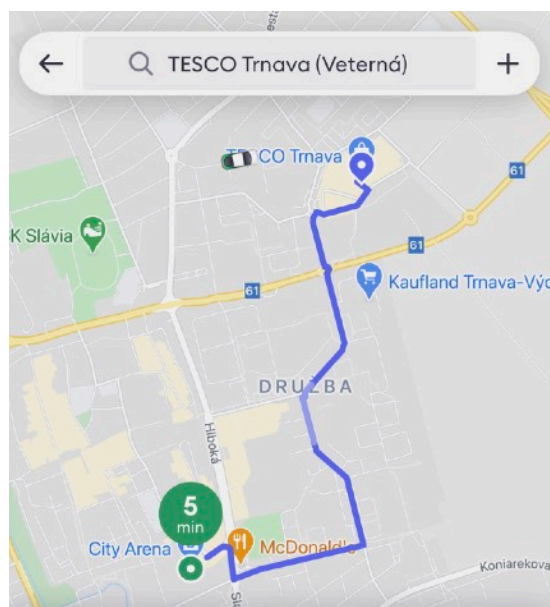 TESCO Trnava (Veterná)
TESCO Trnava
61
K Slávia
61
Kaufland Trnava-Výc
61
DRUŽBA
Hlboká
5
min
City Arena
McDonald's
Koniarekova